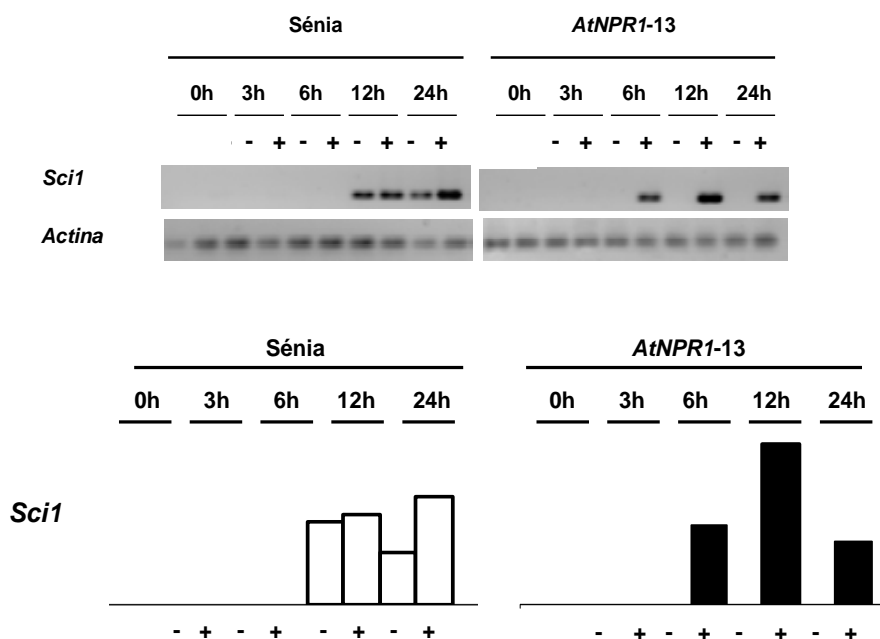 Sénia AtNPR1-13
0h 3h 6h 12h 24h 0h 3h 6h 12h 24h
- + - + - + - + - + - + - + - +
Sci1
Actina
Sénia AtNPR1-13
0h 3h 6h 12h 24h 0h 3h 6h 12h 24h
Sci1
- + - + - + - + - + - + - + - +